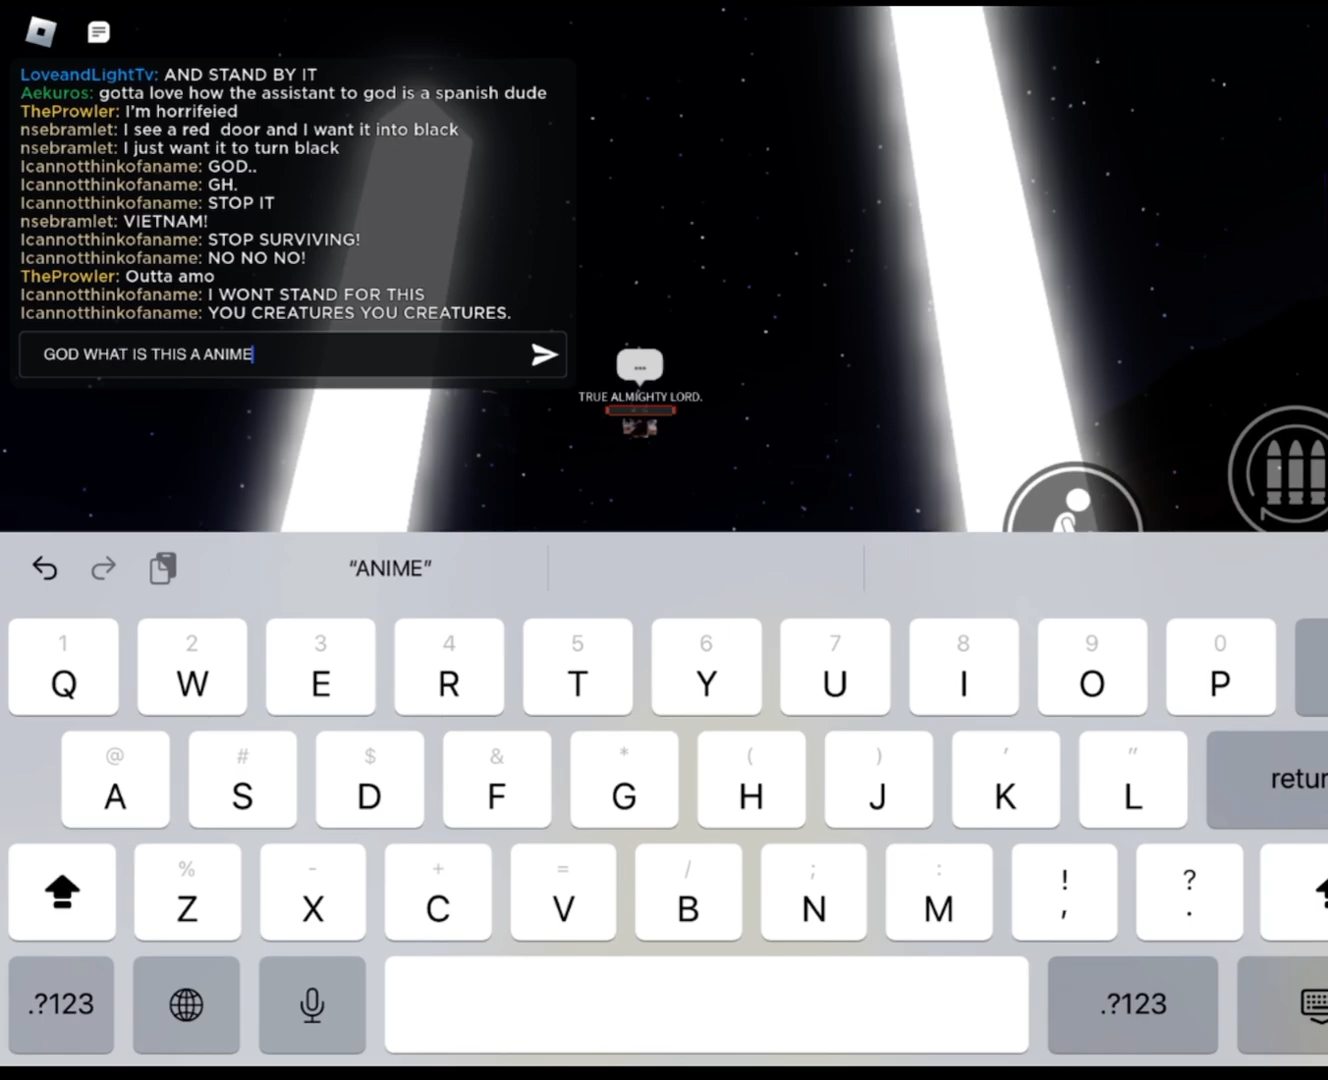 LoveandLightTv: AND STAND BY IT
Aekuros: gotta love how the assistant to god is a spanish dude
TheProwler: I'm horrifeied
nsebramlet: I see a red  door and I want it into black
nsebramlet: I just want it to turn black
Icannotthinkofaname: GOD..
Icannotthinkofaname: GH.
Icannotthinkofaname: STOP IT
nsebramlet: VIETNAM!
Icannotthinkofaname: STOP SURVIVING!
Icannotthinkofaname: NO NO NO!
TheProwler: Outta amo
Icannotthinkofaname: I WONT STAND FOR THIS
Icannotthinkofaname: YOU CREATURES YOU CREATURES.
GOD WHAT IS THIS A ANIME
...
TRUE ALMIGHTY LORD.
"ANIME"
1 2 3 4 5 6 7 8 9 0
Q W E R T Y U I O P
@ # $ & * ( ) ' "
A S D F G H J K L retur
% - + = / ; : ! ?
Z X C V B N M , .
.?123 .?123